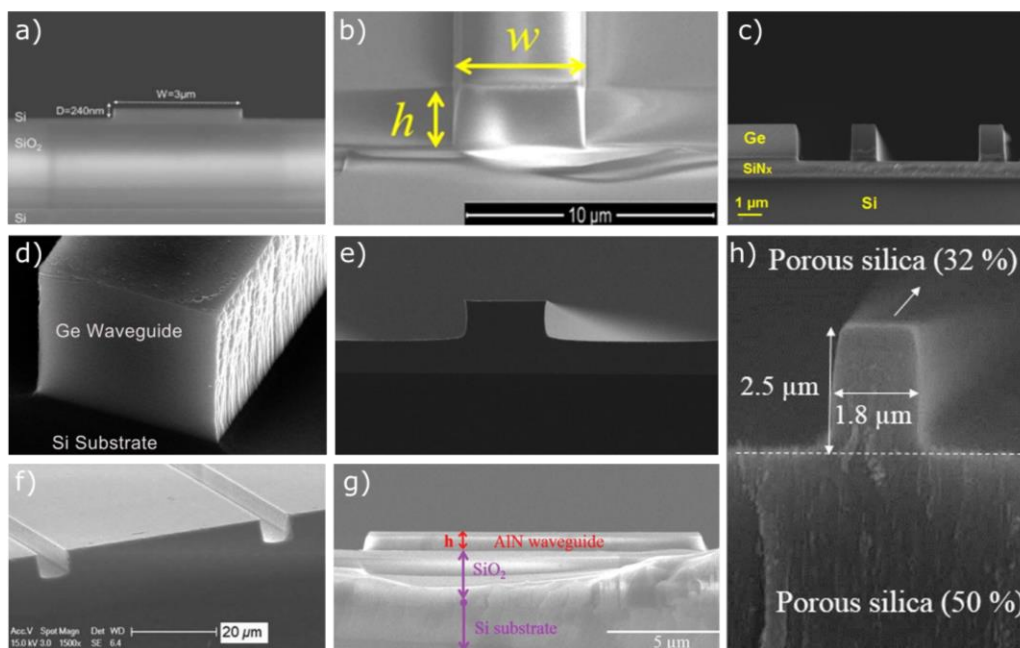 a)
W=3µm
D=240nm
Si
SiO₂
Si
b)
w
h
10 µm
c)
Ge
SiNx
1 µm
Si
d)
Ge Waveguide
Si Substrate
e)
h)
Porous silica (32 %)
2.5 µm
1.8 µm
Porous silica (50 %)
f)
Acc.V Spot Magn Det WD
15.0 kV 3.0 1500x SE 6.4
20 µm
g)
h
AlN waveguide
SiO₂
Si substrate
5 µm